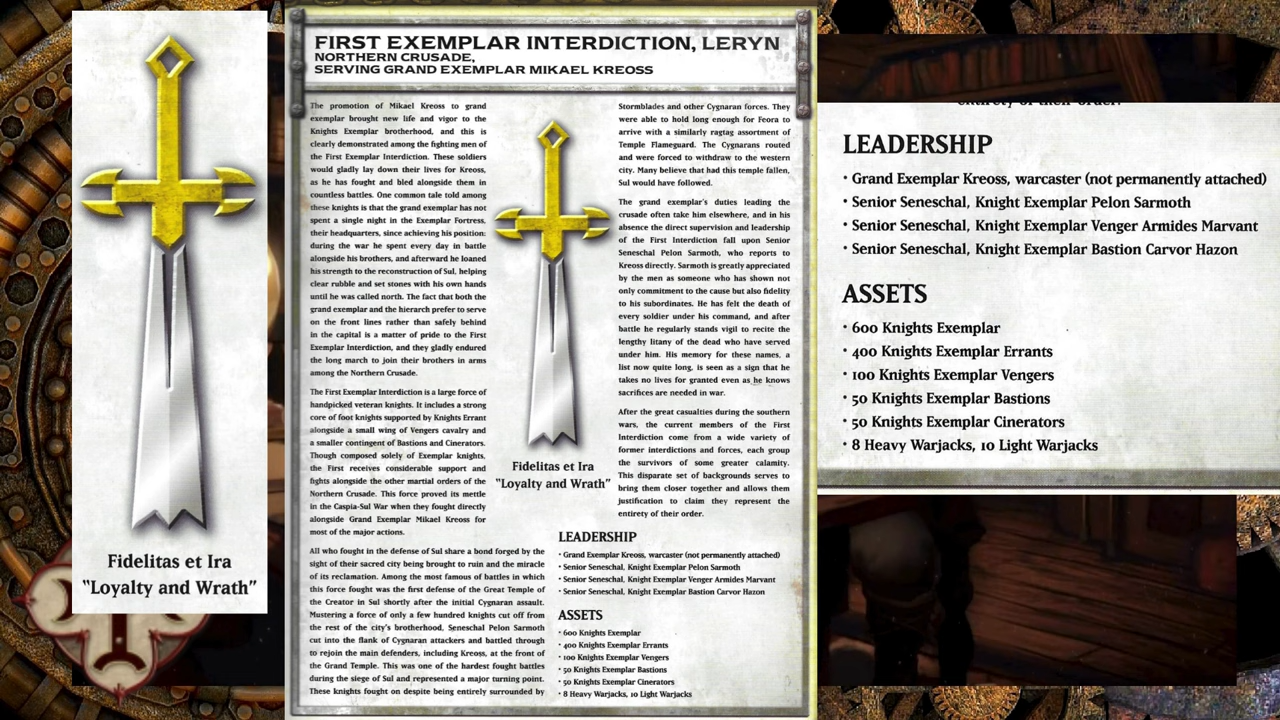 Fidelitas et Ira
“Loyalty and Wrath”
FIRST EXEMPLAR INTERDICTION, LERYN
NORTHERN CRUSADE,
SERVING GRAND EXEMPLAR MIKAEL KREOSS
The promotion of Mikael Kreoss to grand
exemplar brought new life and vigor to the
Knights Exemplar brotherhood, and this is
clearly demonstrated among the fighting men of
the First Exemplar Interdiction. These soldiers
would gladly lay down their lives for Kreoss,
as he has fought and bled alongside them in
countless battles. One common tale told among
these knights is that the grand exemplar has not
spent a single night in the Exemplar Fortress,
their headquarters, since achieving his position:
during the war he spent every day in battle
alongside his brothers, and afterward he loaned
his strength to the reconstruction of Sul, helping
clear rubble and set stones with his own hands
until he was called north. The fact that both the
grand exemplar and the hierarch prefer to serve
on the front lines rather than safely behind
in the capital is a matter of pride to the First
Exemplar Interdiction, and they gladly endured
the long march to join their brothers in arms
among the Northern Crusade.
The First Exemplar Interdiction is a large force of
handpicked veteran knights. It includes a strong
core of foot knights supported by Knights Errant
alongside a small wing of Vengers cavalry and
a smaller contingent of Bastions and Cinerators.
Though composed solely of Exemplar knights,
the First receives considerable support and
fights alongside the other martial orders of the
Northern Crusade. This force proved its mettle
in the Caspia-Sul War when they fought directly
alongside Grand Exemplar Mikael Kreoss for
most of the major actions.
All who fought in the defense of Sul share a bond forged by the
sight of their sacred city being brought to ruin and the miracle
of its reclamation. Among the most famous of battles in which
this force fought was the first defense of the Great Temple of
the Creator in Sul shortly after the initial Cygnaran assault.
Mustering a force of only a few hundred knights cut off from
the rest of the city’s brotherhood, Seneschal Pelon Sarmoth
cut into the flank of Cygnaran attackers and battled through
to rejoin the main defenders, including Kreoss, at the front of
the Grand Temple. This was one of the hardest fought battles
during the siege of Sul and represented a major turning point.
These knights fought on despite being entirely surrounded by
Fidelitas et Ira
“Loyalty and Wrath”
Stormblades and other Cygnaran forces. They
were able to hold long enough for Feora to
arrive with a similarly ragtag assortment of
Temple Flameguard. The Cygnarans routed
and were forced to withdraw to the western
city. Many believe that had this temple fallen,
Sul would have followed.
The grand exemplar’s duties leading the
crusade often take him elsewhere, and in his
absence the direct supervision and leadership
of the First Interdiction fall upon Senior
Seneschal Pelon Sarmoth, who reports to
Kreoss directly. Sarmoth is greatly appreciated
by the men as someone who has shown not
only commitment to the cause but also fidelity
to his subordinates. He has felt the death of
every soldier under his command, and after
battle he regularly stands vigil to recite the
lengthy litany of the dead who have served
under him. His memory for these names, a
list now quite long, is seen as a sign that he
takes no lives for granted even as he knows
sacrifices are needed in war.
After the great casualties during the southern
wars, the current members of the First
Interdiction come from a wide variety of
former interdictions and forces, each group
the survivors of some greater calamity.
This disparate set of backgrounds serves to
bring them closer together and allows them
justification to claim they represent the
entirety of their order.
LEADERSHIP
• Grand Exemplar Kreoss, warcaster (not permanently attached)
• Senior Seneschal, Knight Exemplar Pelon Sarmoth
• Senior Seneschal, Knight Exemplar Venger Armides Marvant
• Senior Seneschal, Knight Exemplar Bastion Carvor Hazon
ASSETS
• 600 Knights Exemplar
• 400 Knights Exemplar Errants
• 100 Knights Exemplar Vengers
• 50 Knights Exemplar Bastions
• 50 Knights Exemplar Cinerators
• 8 Heavy Warjacks, 10 Light Warjacks
entirety of their order.
LEADERSHIP
• Grand Exemplar Kreoss, warcaster (not permanently attached)
• Senior Seneschal, Knight Exemplar Pelon Sarmoth
• Senior Seneschal, Knight Exemplar Venger Armides Marvant
• Senior Seneschal, Knight Exemplar Bastion Carvor Hazon
ASSETS
• 600 Knights Exemplar
• 400 Knights Exemplar Errants
• 100 Knights Exemplar Vengers
• 50 Knights Exemplar Bastions
• 50 Knights Exemplar Cinerators
• 8 Heavy Warjacks, 10 Light Warjacks